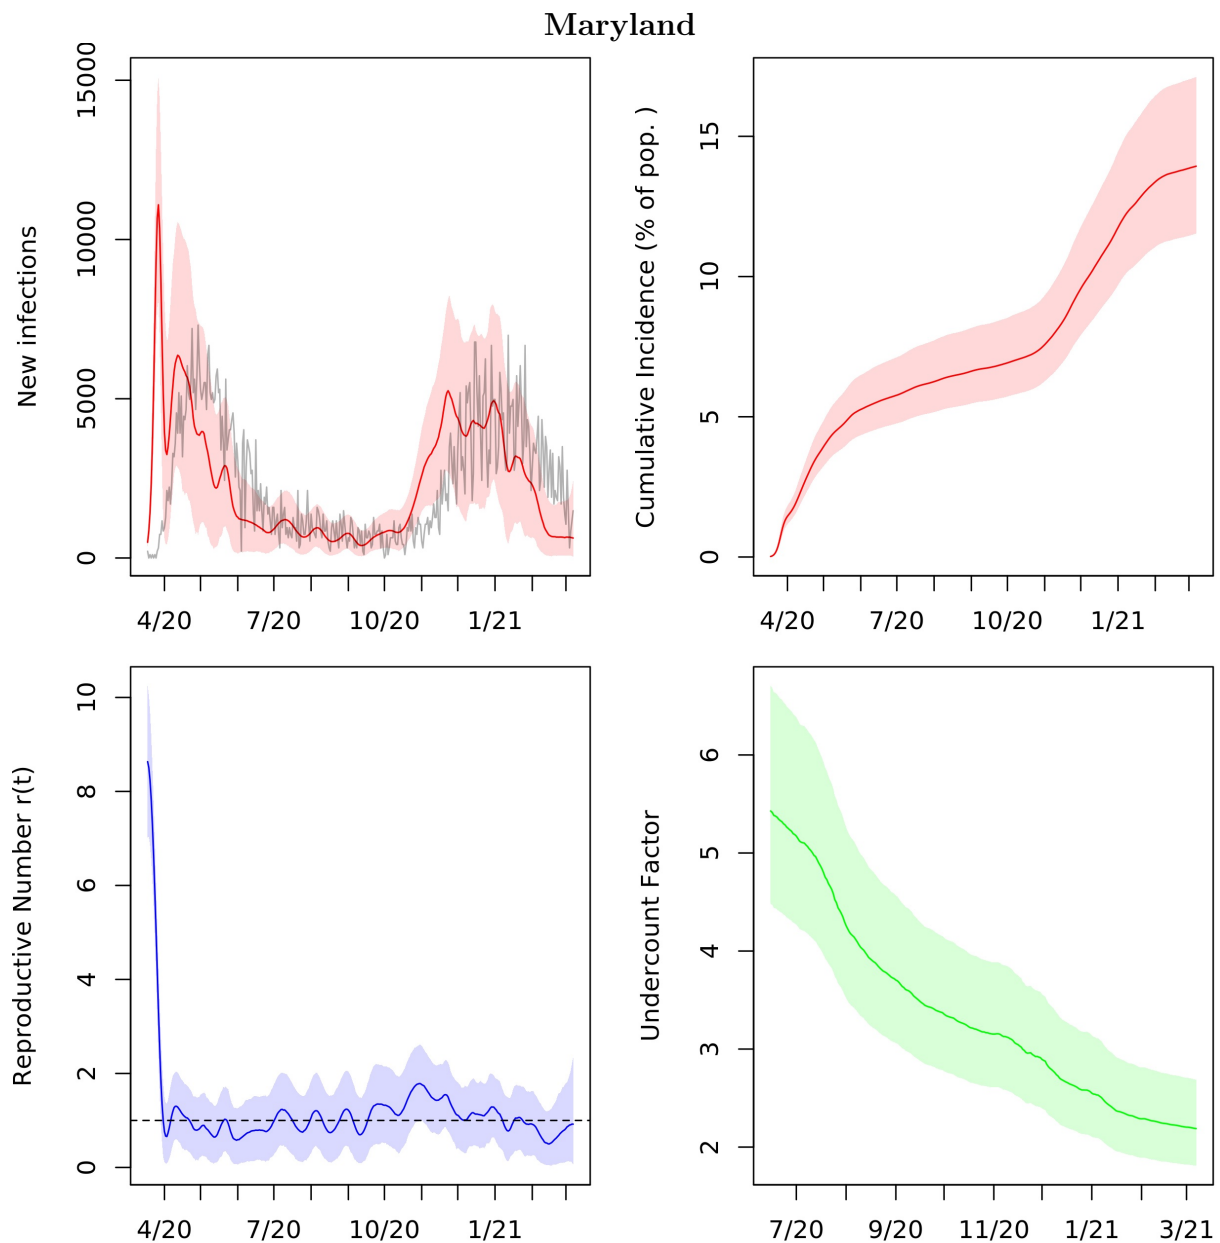 Maryland
New infections
15000
10000
5000
0
4/20 7/20 10/20 1/21
Cumulative Incidence (% of pop. )
15
10
5
0
4/20 7/20 10/20 1/21
Reproductive Number r(t)
10
8
6
4
2
0
4/20 7/20 10/20 1/21
Undercount Factor
6
5
4
3
2
7/20 9/20 11/20 1/21 3/21